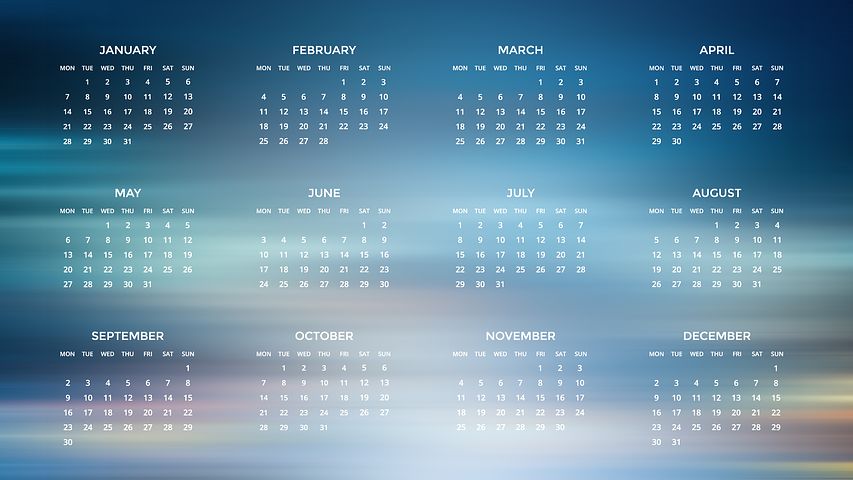 JANUARY
MON TUE WED THU FRI SAT SUN
1 2 3 4 5 6
7 8 9 10 11 12 13
14 15 16 17 18 19 20
21 22 23 24 25 26 27
28 29 30 31
FEBRUARY
MON TUE WED THU FRI SAT SUN
1 2 3
4 5 6 7 8 9 10
11 12 13 14 15 16 17
18 19 20 21 22 23 24
25 26 27 28
MARCH
MON TUE WED THU FRI SAT SUN
1 2 3
4 5 6 7 8 9 10
11 12 13 14 15 16 17
18 19 20 21 22 23 24
25 26 27 28 29 30 31
APRIL
MON TUE WED THU FRI SAT SUN
1 2 3 4 5 6 7
8 9 10 11 12 13 14
15 16 17 18 19 20 21
22 23 24 25 26 27 28
29 30
MAY
MON TUE WED THU FRI SAT SUN
1 2 3 4 5
6 7 8 9 10 11 12
13 14 15 16 17 18 19
20 21 22 23 24 25 26
27 28 29 30 31
JUNE
MON TUE WED THU FRI SAT SUN
1 2
3 4 5 6 7 8 9
10 11 12 13 14 15 16
17 18 19 20 21 22 23
24 25 26 27 28 29 30
JULY
MON TUE WED THU FRI SAT SUN
1 2 3 4 5 6 7
8 9 10 11 12 13 14
15 16 17 18 19 20 21
22 23 24 25 26 27 28
29 30 31
AUGUST
MON TUE WED THU FRI SAT SUN
1 2 3 4
5 6 7 8 9 10 11
12 13 14 15 16 17 18
19 20 21 22 23 24 25
26 27 28 29 30 31
SEPTEMBER
MON TUE WED THU FRI SAT SUN
1
2 3 4 5 6 7 8
9 10 11 12 13 14 15
16 17 18 19 20 21 22
23 24 25 26 27 28 29
30
OCTOBER
MON TUE WED THU FRI SAT SUN
1 2 3 4 5 6
7 8 9 10 11 12 13
14 15 16 17 18 19 20
21 22 23 24 25 26 27
28 29 30 31
NOVEMBER
MON TUE WED THU FRI SAT SUN
1 2 3
4 5 6 7 8 9 10
11 12 13 14 15 16 17
18 19 20 21 22 23 24
25 26 27 28 29 30
DECEMBER
MON TUE WED THU FRI SAT SUN
1
2 3 4 5 6 7 8
9 10 11 12 13 14 15
16 17 18 19 20 21 22
23 24 25 26 27 28 29
30 31